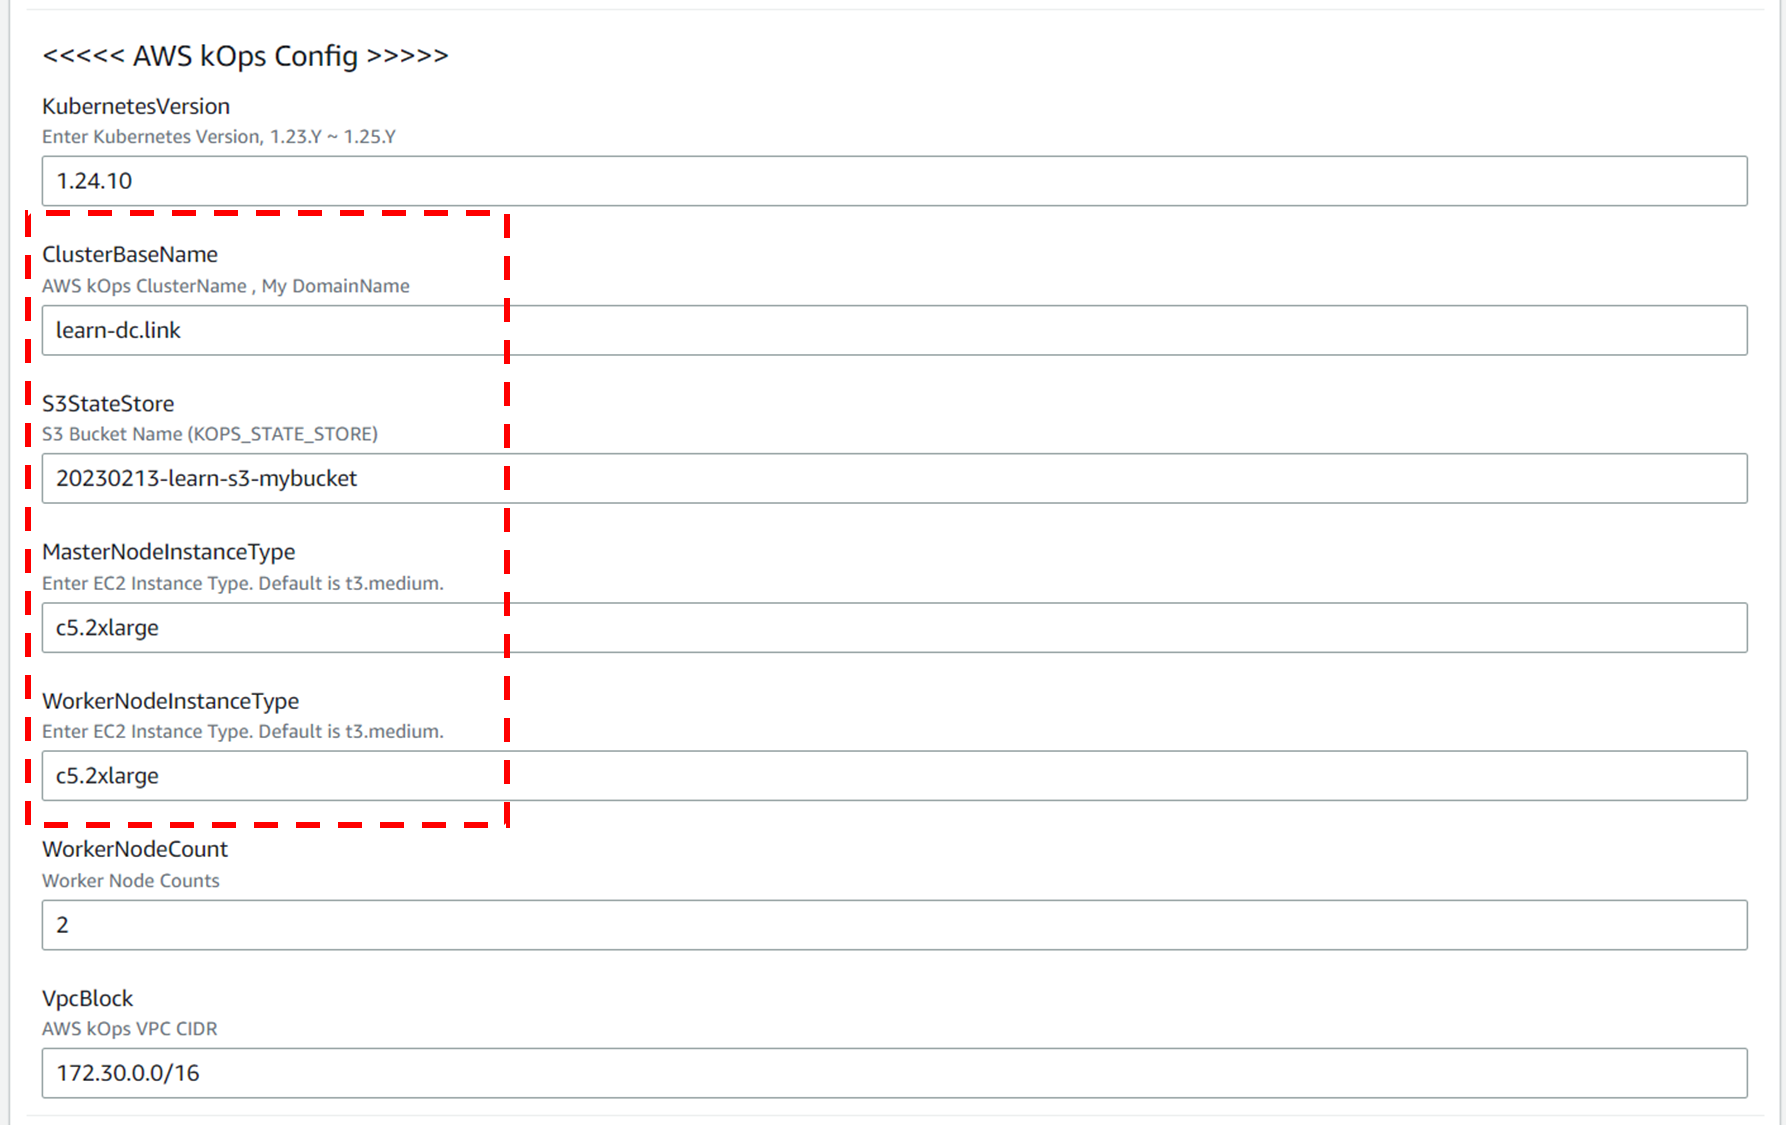 <<<<< AWS kOps Config >>>>>
KubernetesVersion
Enter Kubernetes Version, 1.23.Y ~ 1.25.Y
1.24.10
ClusterBaseName
AWS kOps ClusterName , My DomainName
learn-dc.link
S3StateStore
S3 Bucket Name (KOPS_STATE_STORE)
20230213-learn-s3-mybucket
MasterNodeInstanceType
Enter EC2 Instance Type. Default is t3.medium.
c5.2xlarge
WorkerNodeInstanceType
Enter EC2 Instance Type. Default is t3.medium.
c5.2xlarge
WorkerNodeCount
Worker Node Counts
2
VpcBlock
AWS kOps VPC CIDR
172.30.0.0/16